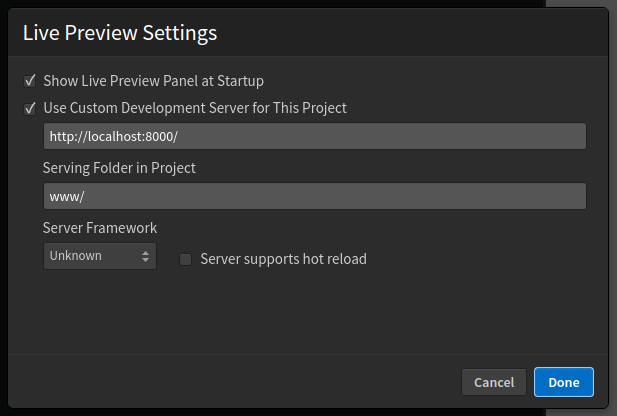 Live Preview Settings
Show Live Preview Panel at Startup
Use Custom Development Server for This Project
http://localhost:8000/
Serving Folder in Project
www/
Server Framework
Unknown
Server supports hot reload
Cancel
Done